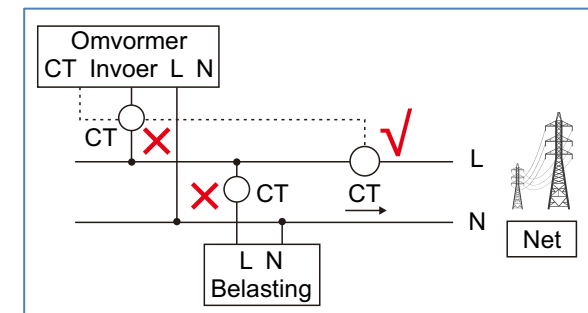 Omvormer
CT Invoer L N
CT
L
CT
CT
N
L N
Belasting
Net